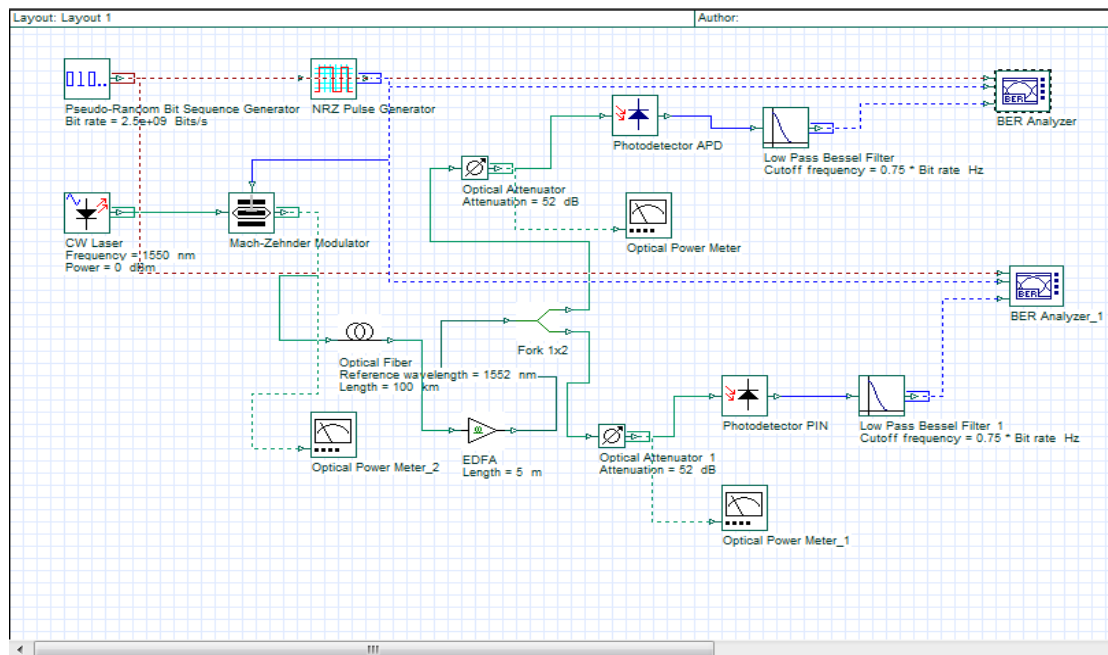 Layout: Layout 1
Author:
Pseudo-Random Bit Sequence Generator
Bit rate = 2.5e+09 Bits/s
NRZ Pulse Generator
BER
BER Analyzer
Photodetector APD
Low Pass Bessel Filter
Cutoff frequency = 0.75 * Bit rate Hz
Optical Attenuator
Attenuation = 52 dB
CW Laser
Frequency = 1550 nm
Power = 0 dBm
Mach-Zehnder Modulator
Optical Power Meter
BER
BER Analyzer_1
Fork 1x2
Optical Fiber
Reference wavelength = 1552 nm
Length = 100 km
Photodetector PIN
Low Pass Bessel Filter_1
Cutoff frequency = 0.75 * Bit rate Hz
Optical Power Meter_2
EDFA
Length = 5 m
Optical Attenuator_1
Attenuation = 52 dB
Optical Power Meter_1